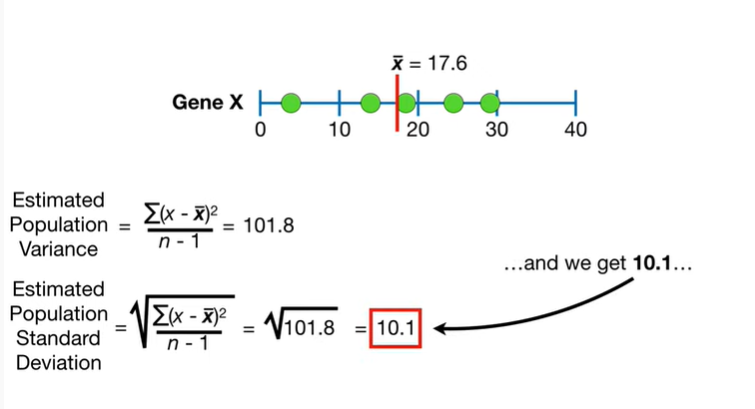 x̄ = 17.6
Gene X
0 10 20 30 40
Estimated
Population
Variance
= ∑(x - x̄)² / n - 1 = 101.8
...and we get 10.1...
Estimated
Population
Standard
Deviation
= √(∑(x - x̄)² / n - 1) = √101.8 = 10.1